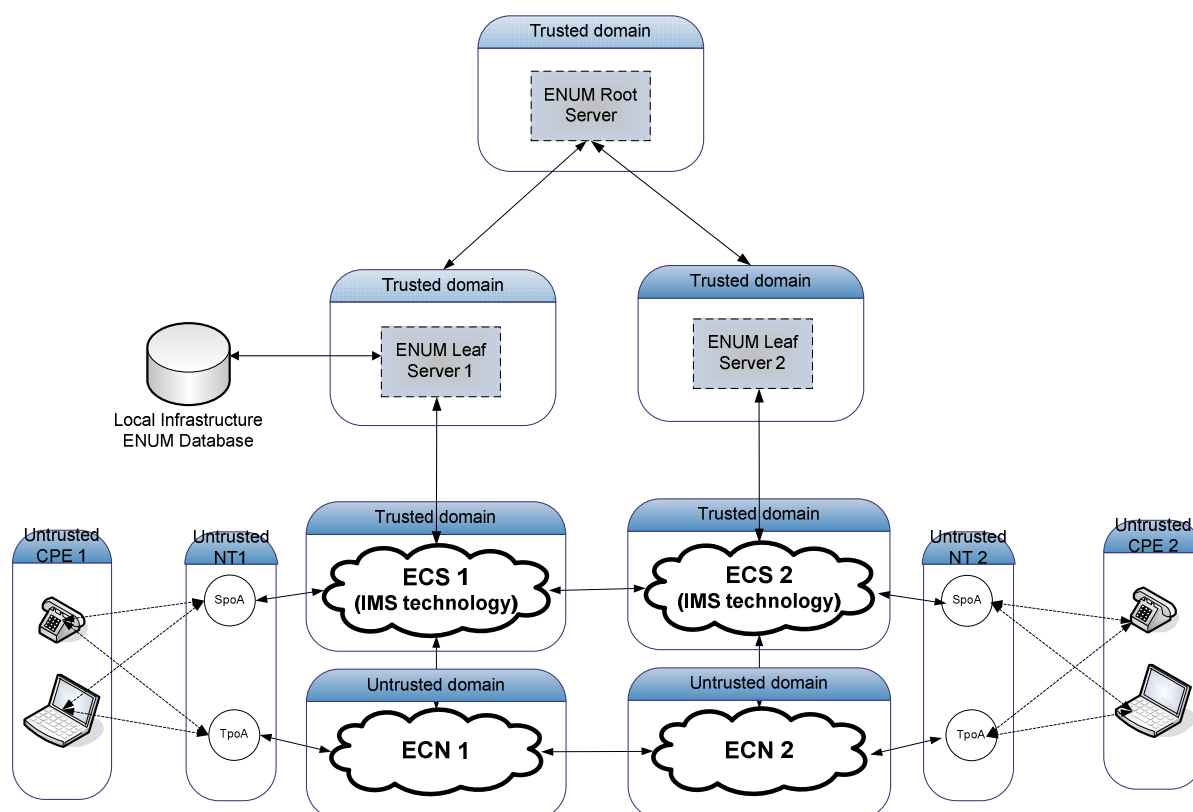 Trusted domain
ENUM Root
Server
Trusted domain
ENUM Leaf
Server 1
Trusted domain
ENUM Leaf
Server 2
Local Infrastructure
ENUM Database
Untrusted
CPE 1
Untrusted
NT1
SpoA
TpoA
Trusted domain
ECS 1
(IMS technology)
Trusted domain
ECS 2
(IMS technology)
Untrusted domain
ECN 1
Untrusted domain
ECN 2
Untrusted
NT 2
SpoA
TpoA
Untrusted
CPE 2